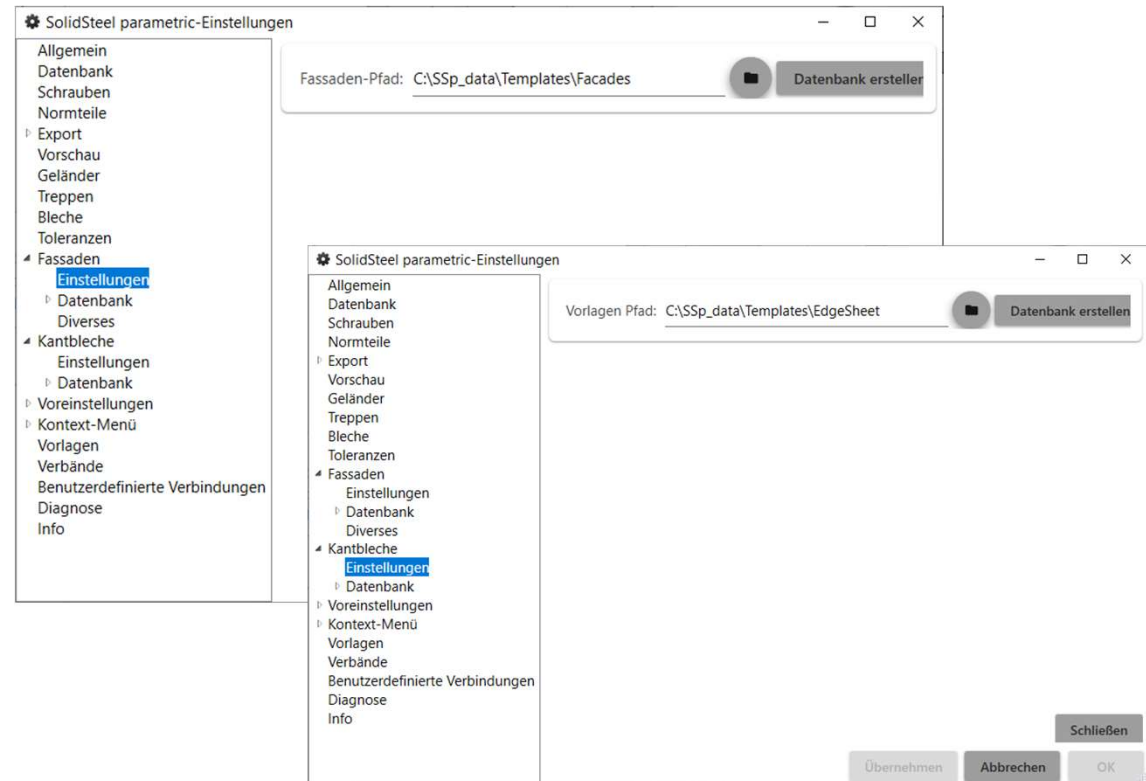 SolidSteel parametric-Einstellungen
Allgemein
Datenbank
Schrauben
Normteile
Export
Vorschau
Geländer
Treppen
Bleche
Toleranzen
Fassaden
Einstellungen
Datenbank
Diverses
Kantbleche
Einstellungen
Datenbank
Voreinstellungen
Kontext-Menü
Vorlagen
Verbände
Benutzerdefinierte Verbindungen
Diagnose
Info
Fassaden-Pfad: C:\SSp_data\Templates\Facades Datenbank erstellen
SolidSteel parametric-Einstellungen
Allgemein
Datenbank
Schrauben
Normteile
Export
Vorschau
Geländer
Treppen
Bleche
Toleranzen
Fassaden
Einstellungen
Datenbank
Diverses
Kantbleche
Einstellungen
Datenbank
Voreinstellungen
Kontext-Menü
Vorlagen
Verbände
Benutzerdefinierte Verbindungen
Diagnose
Info
Vorlagen Pfad: C:\SSp_data\Templates\EdgeSheet Datenbank erstellen
Schließen
Übernehmen Abbrechen OK